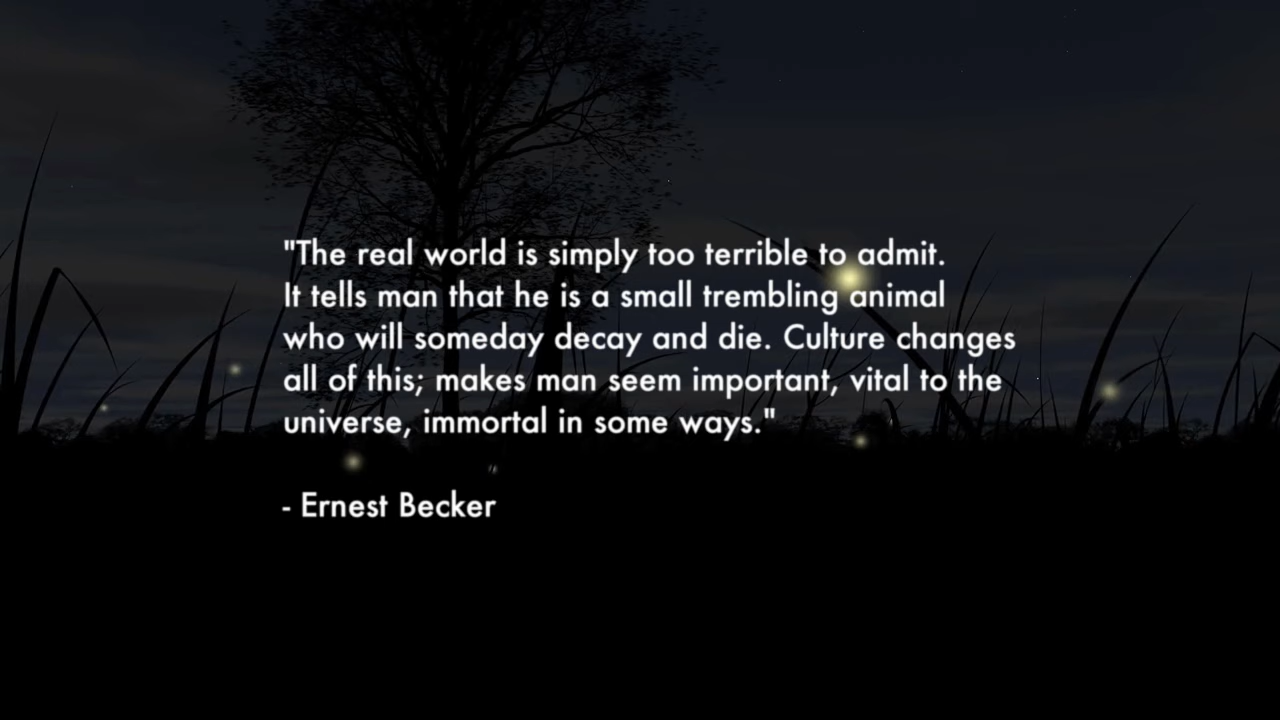 "The real world is simply too terrible to admit.
It tells man that he is a small trembling animal
who will someday decay and die. Culture changes
all of this; makes man seem important, vital to the
universe, immortal in some ways."
- Ernest Becker